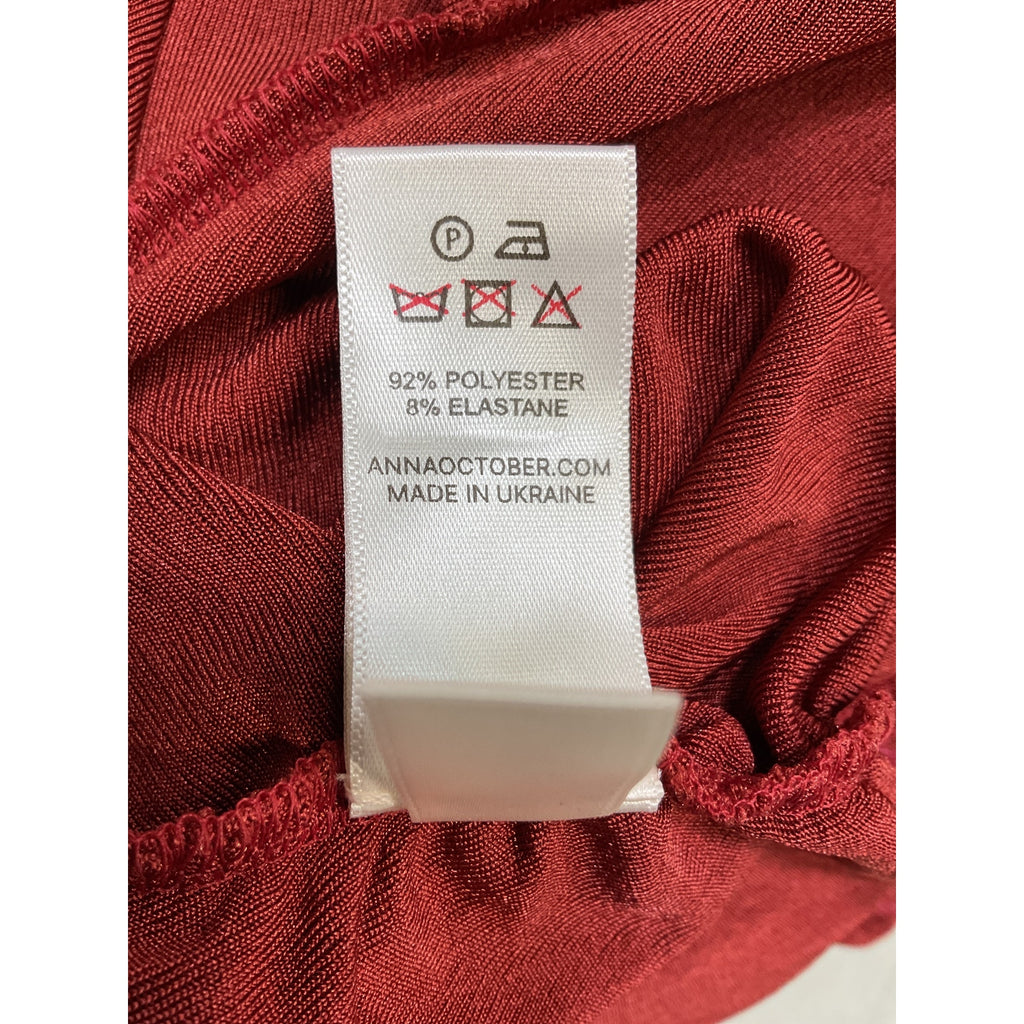 P
92% POLYESTER
8% ELASTANE
ANNAOCTOBER.COM
MADE IN UKRAINE